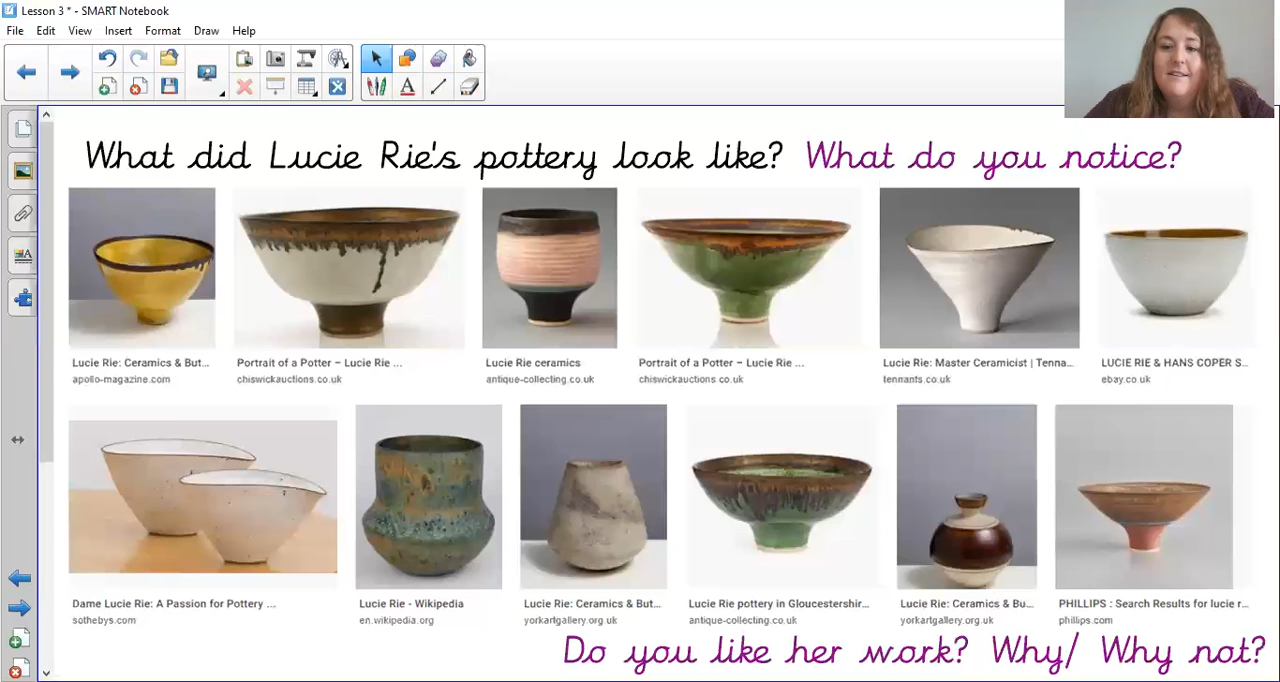 Lesson 3 * - SMART Notebook
File Edit View Insert Format Draw Help
What did Lucie Rie's pottery look like? What do you notice?
Lucie Rie: Ceramics & But...
apollo-magazine.com
Portrait of a Potter – Lucie Rie ...
chiswickauctions.co.uk
Lucie Rie ceramics
antique-collecting.co.uk
Portrait of a Potter – Lucie Rie ...
chiswickauctions.co.uk
Lucie Rie: Master Ceramicist | Tenna...
tennants.co.uk
LUCIE RIE & HANS COPER S...
ebay.co.uk
Dame Lucie Rie: A Passion for Pottery ...
sothebys.com
Lucie Rie - Wikipedia
en.wikipedia.org
Lucie Rie: Ceramics & But...
yorkartgallery.org.uk
Lucie Rie pottery in Gloucestershir...
antique-collecting.co.uk
Lucie Rie: Ceramics & Bu...
yorkartgallery.org.uk
PHILLIPS : Search Results for lucie r...
phillips.com
Do you like her work? Why/ Why not?